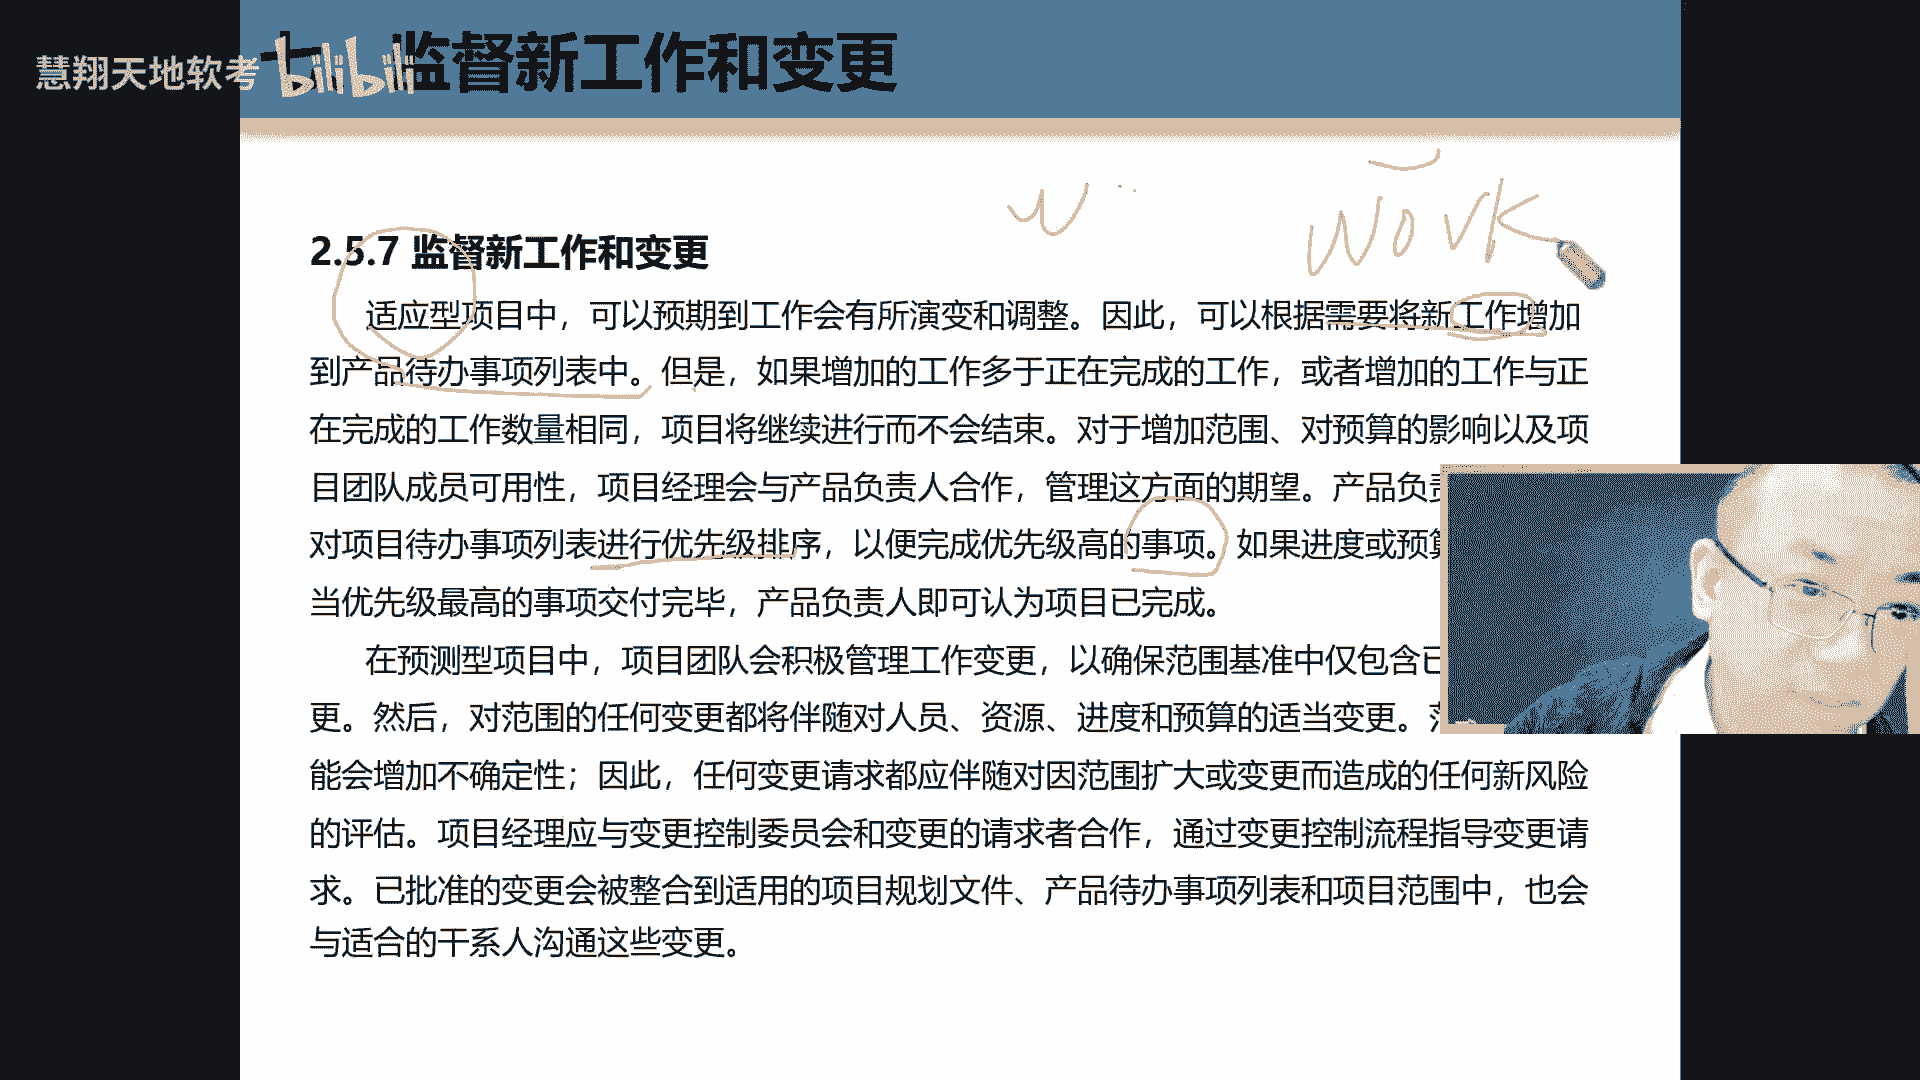 慧翔天地软考
bilibili
七、监督新工作和变更
work
2.5.7 监督新工作和变更
适应型项目中，可以预期到工作会有所演变和调整。因此，可以根据需要将新工作增加
到产品待办事项列表中。但是，如果增加的工作多于正在完成的工作，或者增加的工作与正
在完成的工作数量相同，项目将继续进行而不会结束。对于增加范围、对预算的影响以及项
目团队成员可用性，项目经理会与产品负责人合作，管理这方面的期望。产品负
对项目待办事项列表进行优先级排序，以便完成优先级高的事项。如果进度或预
当优先级最高的事项交付完毕，产品负责人即可认为项目已完成。
在预测型项目中，项目团队会积极管理工作变更，以确保范围基准中仅包含已
更。然后，对范围的任何变更都将伴随对人员、资源、进度和预算的适当变更。
能会增加不确定性；因此，任何变更请求都应伴随对因范围扩大或变更而造成的任何新风险
的评估。项目经理应与变更控制委员会和变更的请求者合作，通过变更控制流程指导变更请
求。已批准的变更会被整合到适用的项目规划文件、产品待办事项列表和项目范围中，也会
与适合的干系人沟通这些变更。